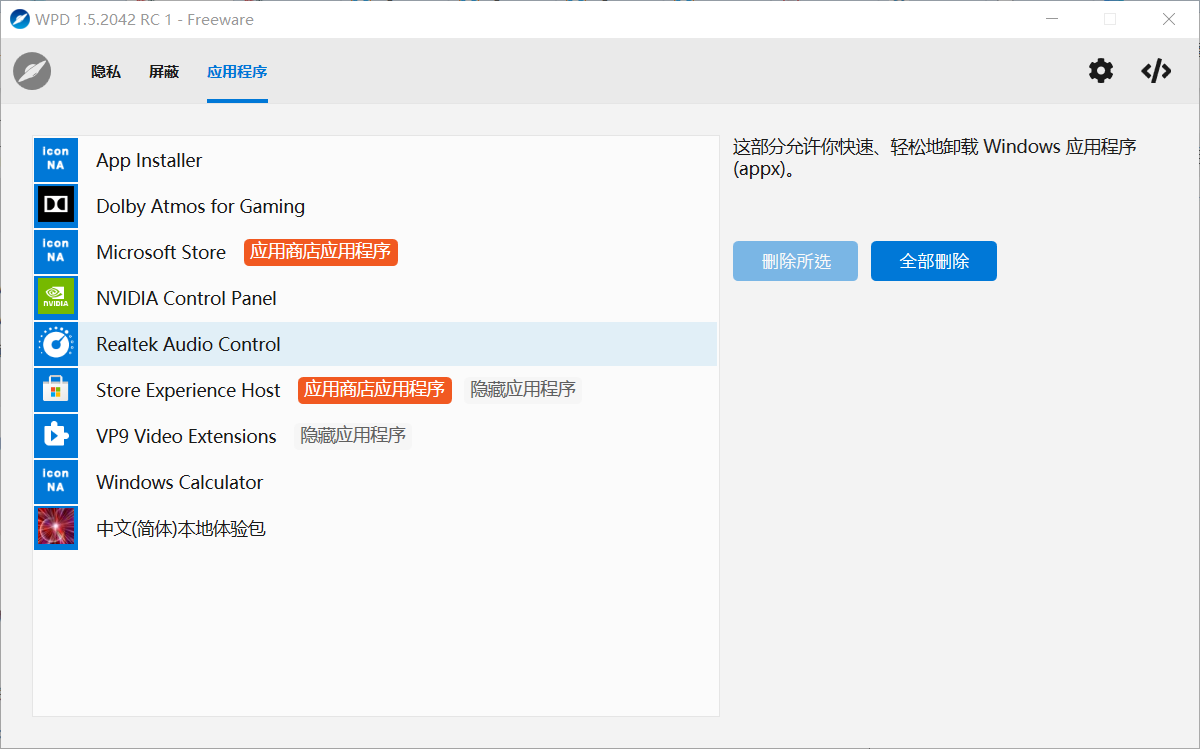 WPD 1.5.2042 RC 1 - Freeware
隐私 屏蔽 应用程序
icon NA App Installer
Dolby Atmos for Gaming
icon NA Microsoft Store 应用商店应用程序
NVIDIA NVIDIA Control Panel
Realtek Audio Control
Store Experience Host 应用商店应用程序 隐藏应用程序
VP9 Video Extensions 隐藏应用程序
icon NA Windows Calculator
中文(简体)本地体验包
这部分允许你快速、轻松地卸载 Windows 应用程序
(appx)。
删除所选 全部删除